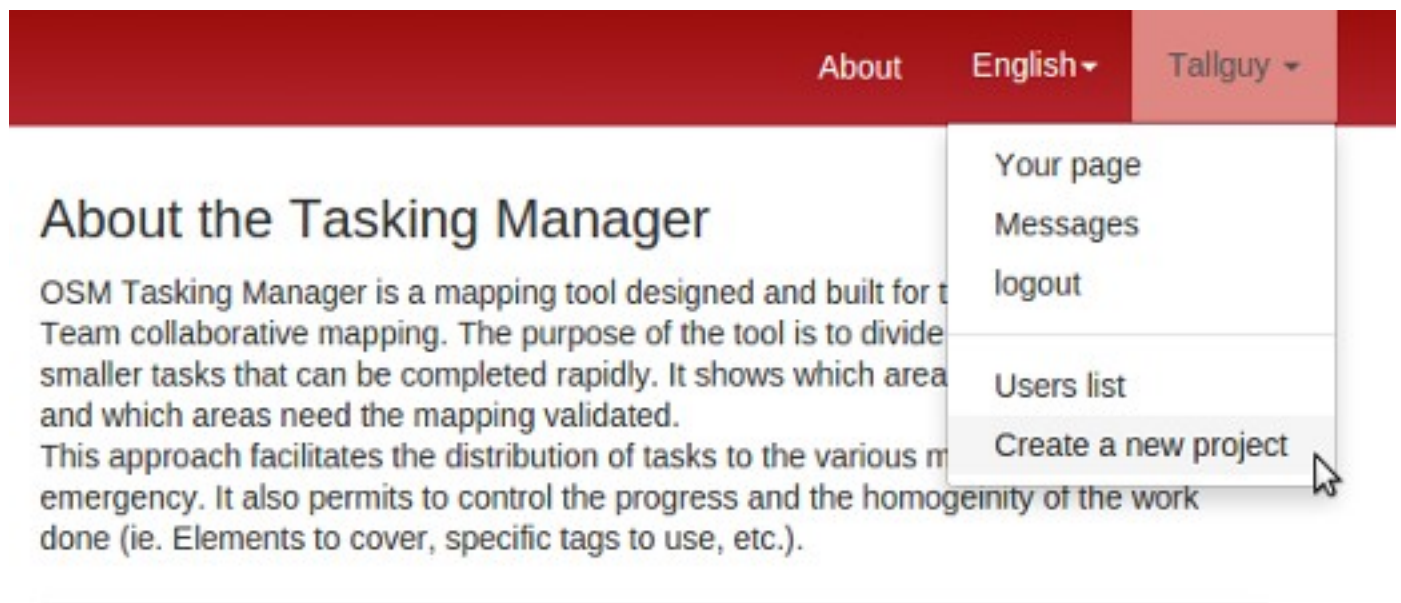 About English Tallguy
Your page
Messages
logout
Users list
Create a new project
About the Tasking Manager
OSM Tasking Manager is a mapping tool designed and built for
Team collaborative mapping. The purpose of the tool is to divide
smaller tasks that can be completed rapidly. It shows which area
and which areas need the mapping validated.
This approach facilitates the distribution of tasks to the various
emergency. It also permits to control the progress and the homogeinity of the work
done (ie. Elements to cover, specific tags to use, etc.).